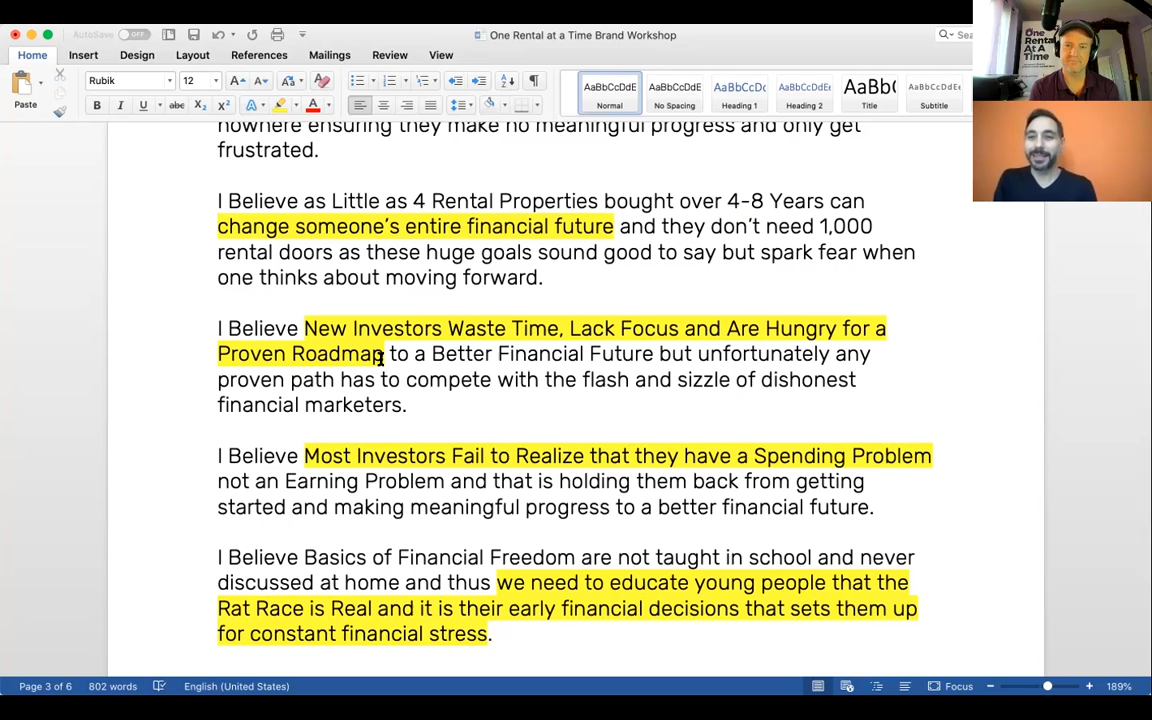 AutoSave OFF
One Rental at a Time Brand Workshop
Sea
Home Insert Design Layout References Mailings Review View
Paste
Rubik 12
AaBbCcDdEe AaBbCcDdEe AaBbCcDc AaBbCcDdE AaBbC AaBbCcDdEe
Normal No Spacing Heading 1 Heading 2 Title Subtitle
One
Rental
At A
Time
nowhere ensuring they make no meaningful progress and only get
frustrated.
I Believe as Little as 4 Rental Properties bought over 4-8 Years can
change someone's entire financial future and they don't need 1,000
rental doors as these huge goals sound good to say but spark fear when
one thinks about moving forward.
I Believe New Investors Waste Time, Lack Focus and Are Hungry for a
Proven Roadmap to a Better Financial Future but unfortunately any
proven path has to compete with the flash and sizzle of dishonest
financial marketers.
I Believe Most Investors Fail to Realize that they have a Spending Problem
not an Earning Problem and that is holding them back from getting
started and making meaningful progress to a better financial future.
I Believe Basics of Financial Freedom are not taught in school and never
discussed at home and thus we need to educate young people that the
Rat Race is Real and it is their early financial decisions that sets them up
for constant financial stress.
Page 3 of 6 802 words English (United States) Focus 189%